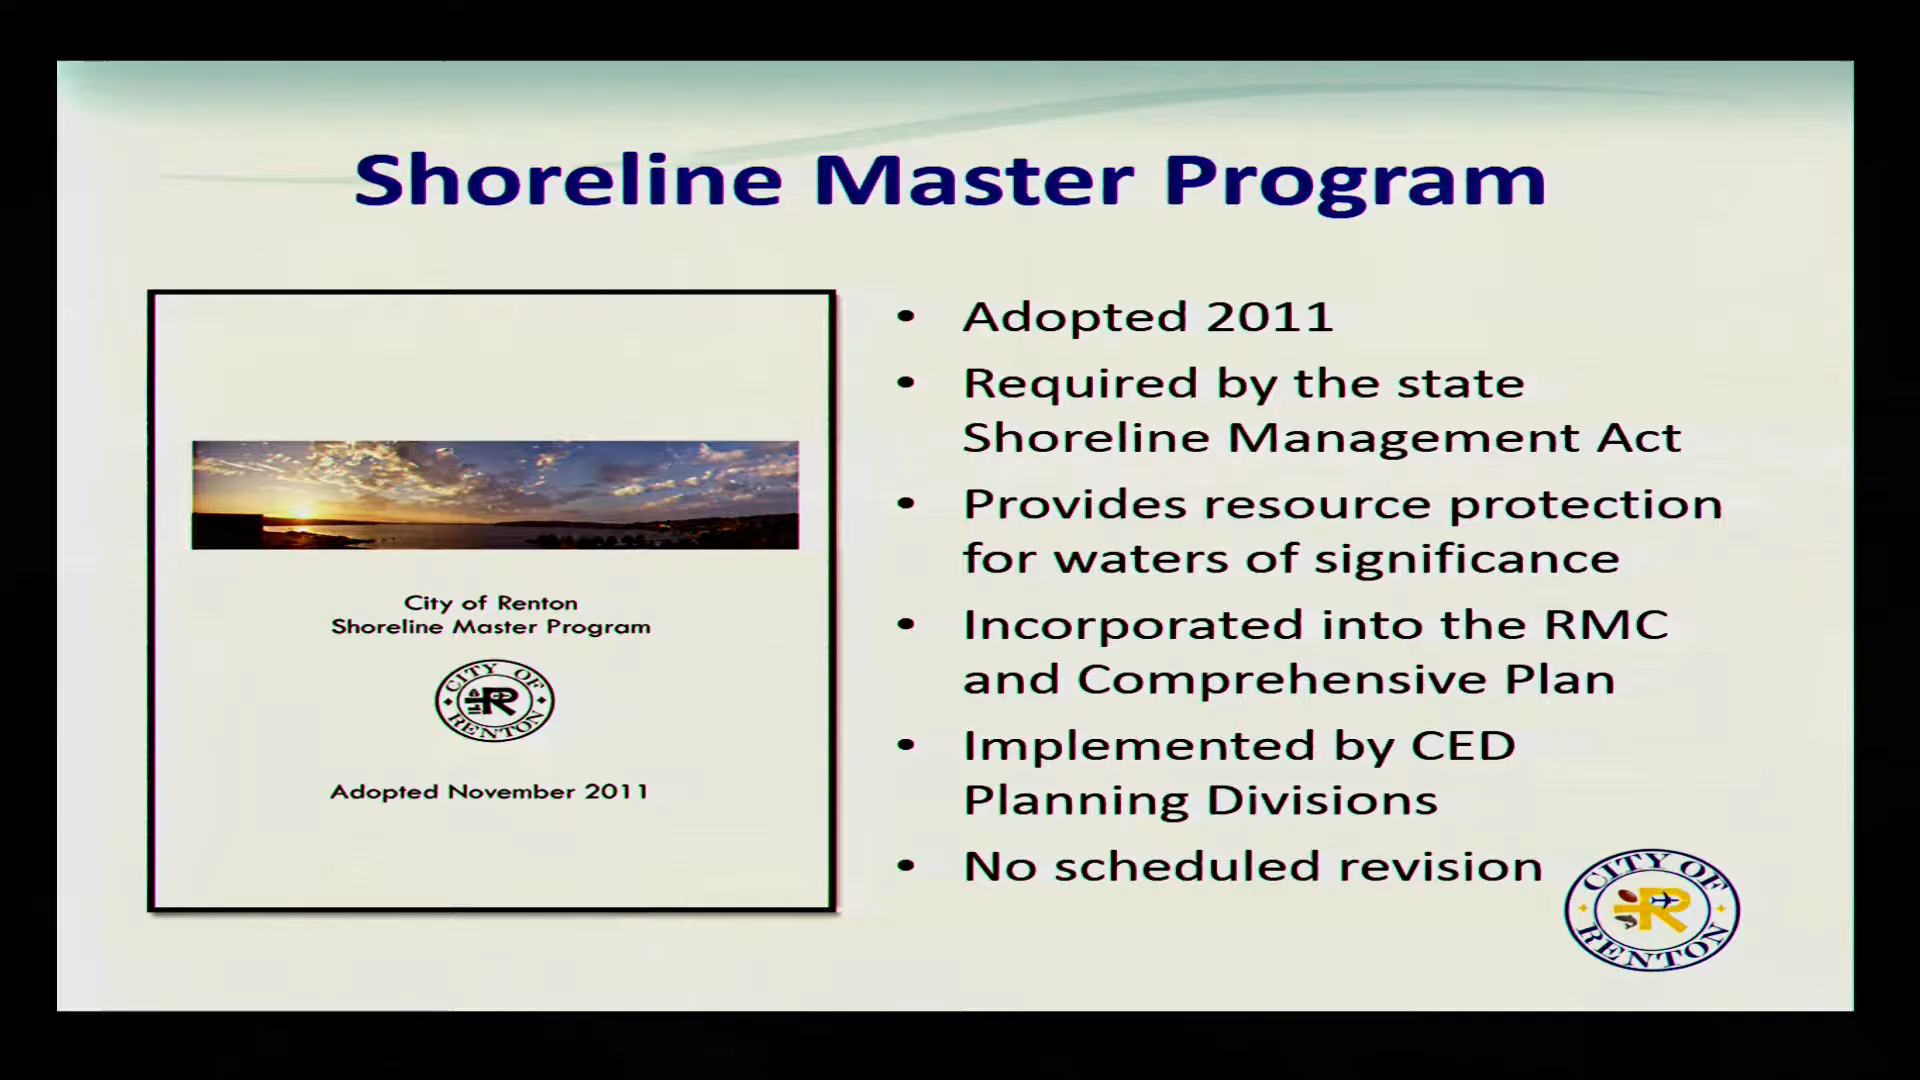 Shoreline Master Program
City of Renton
Shoreline Master Program
CITY OF
RENTON
Adopted November 2011
• Adopted 2011
• Required by the state
Shoreline Management Act
• Provides resource protection
for waters of significance
• Incorporated into the RMC
and Comprehensive Plan
• Implemented by CED
Planning Divisions
• No scheduled revision
CITY OF
RENTON